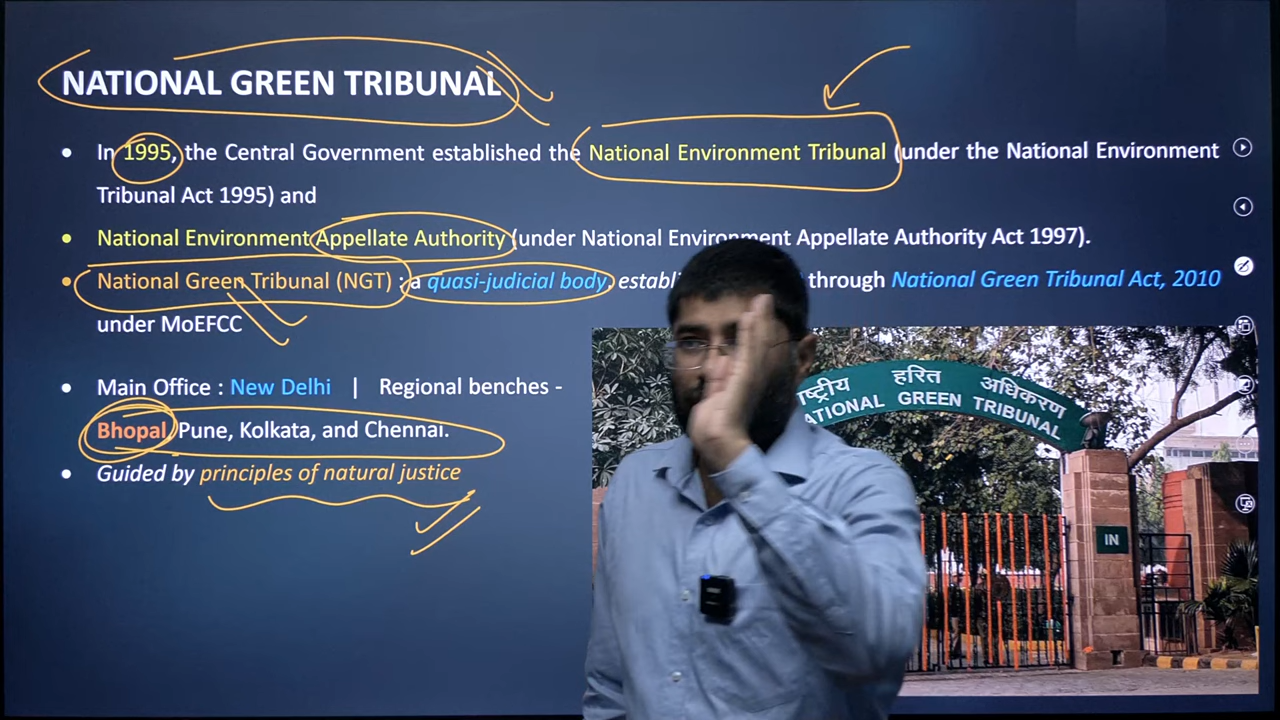 NATIONAL GREEN TRIBUNAL
• In 1995, the Central Government established the National Environment Tribunal (under the National Environment
Tribunal Act 1995) and
• National Environment Appellate Authority (under National Environment Appellate Authority Act 1997).
• National Green Tribunal (NGT) : a quasi-judicial body, through National Green Tribunal Act, 2010
under MoEFCC
• Main Office : New Delhi | Regional benches -
Bhopal Pune, Kolkata, and Chennai.
• Guided by principles of natural justice
हरित अधिकरण
NATIONAL GREEN TRIBUNAL
IN